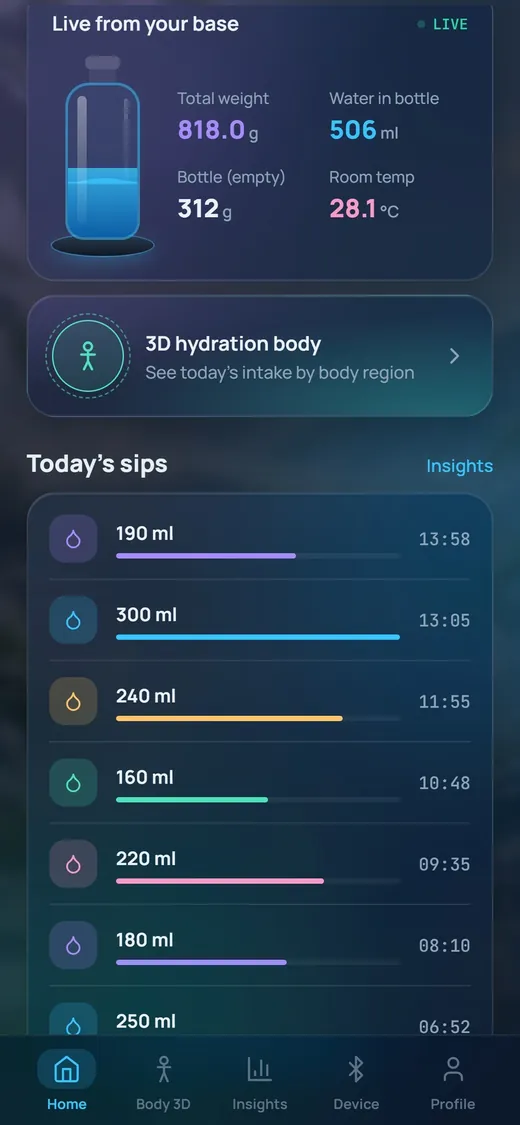 Live from your base
LIVE
Total weight
Water in bottle
818.0 g
506 ml
Bottle (empty)
Room temp
312 g
28.1 °C
3D hydration body
See today's intake by body region
Today's sips
Insights
190 ml
13:58
300 ml
13:05
240 ml
11:55
160 ml
10:48
220 ml
09:35
180 ml
08:10
250 ml
06:52
Home
Body 3D
Insights
Device
Profile